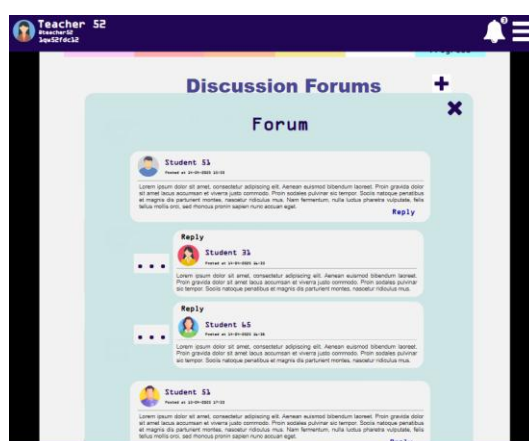 Teacher 52
@teacher52
1qw52fdc12
3
Progress
Discussion Forums
+
Forum
Student 51
Lorem ipsum dolor sit amet, consectetur adipiscing elit. Aenean euismod bibendum laoreet. Proin gravida dolor
sit amet lacus accumsan et viverra justo commodo. Proin sodales pulvinar sic tempor. Sociis natoque penatibus
et magnis dis parturient montes, nascetur ridiculus mus. Nam fermentum, nulla luctus pharetra vulputate, felis
tellus mollis orci, sed rhoncus pronin sapien nunc accuan eget.
Reply
Reply
Student 31
Lorem ipsum dolor sit amet, consectetur adipiscing elit. Aenean euismod bibendum laoreet.
Proin gravida dolor sit amet lacus accumsan et viverra justo commodo. Proin sodales pulvinar
sic tempor. Sociis natoque penatibus et magnis dis parturient montes, nascetur ridiculus mus.
Reply
Student 65
Lorem ipsum dolor sit amet, consectetur adipiscing elit. Aenean euismod bibendum laoreet.
Proin gravida dolor sit amet lacus accumsan et viverra justo commodo. Proin sodales pulvinar
sic tempor. Sociis natoque penatibus et magnis dis parturient montes, nascetur ridiculus mus.
Student 51
Lorem ipsum dolor sit amet, consectetur adipiscing elit. Aenean euismod bibendum laoreet. Proin gravida dolor
sit amet lacus accumsan et viverra justo commodo. Proin sodales pulvinar sic tempor. Sociis natoque penatibus
et magnis dis parturient montes, nascetur ridiculus mus. Nam fermentum, nulla luctus pharetra vulputate, felis
tellus mollis orci, sed rhoncus pronin sapien nunc accuan eget.
Reply